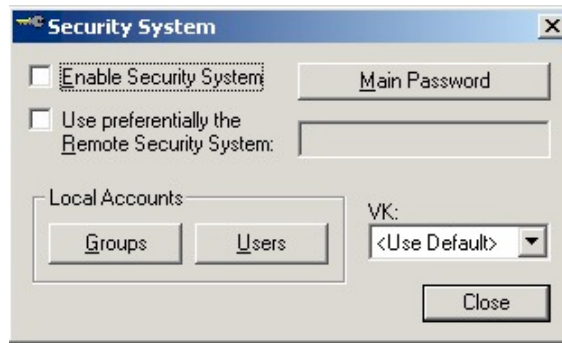 Security System
Enable Security System
Main Password
Use preferentially the
Remote Security System:
Local Accounts
Groups
Users
VK:
<Use Default>
Close